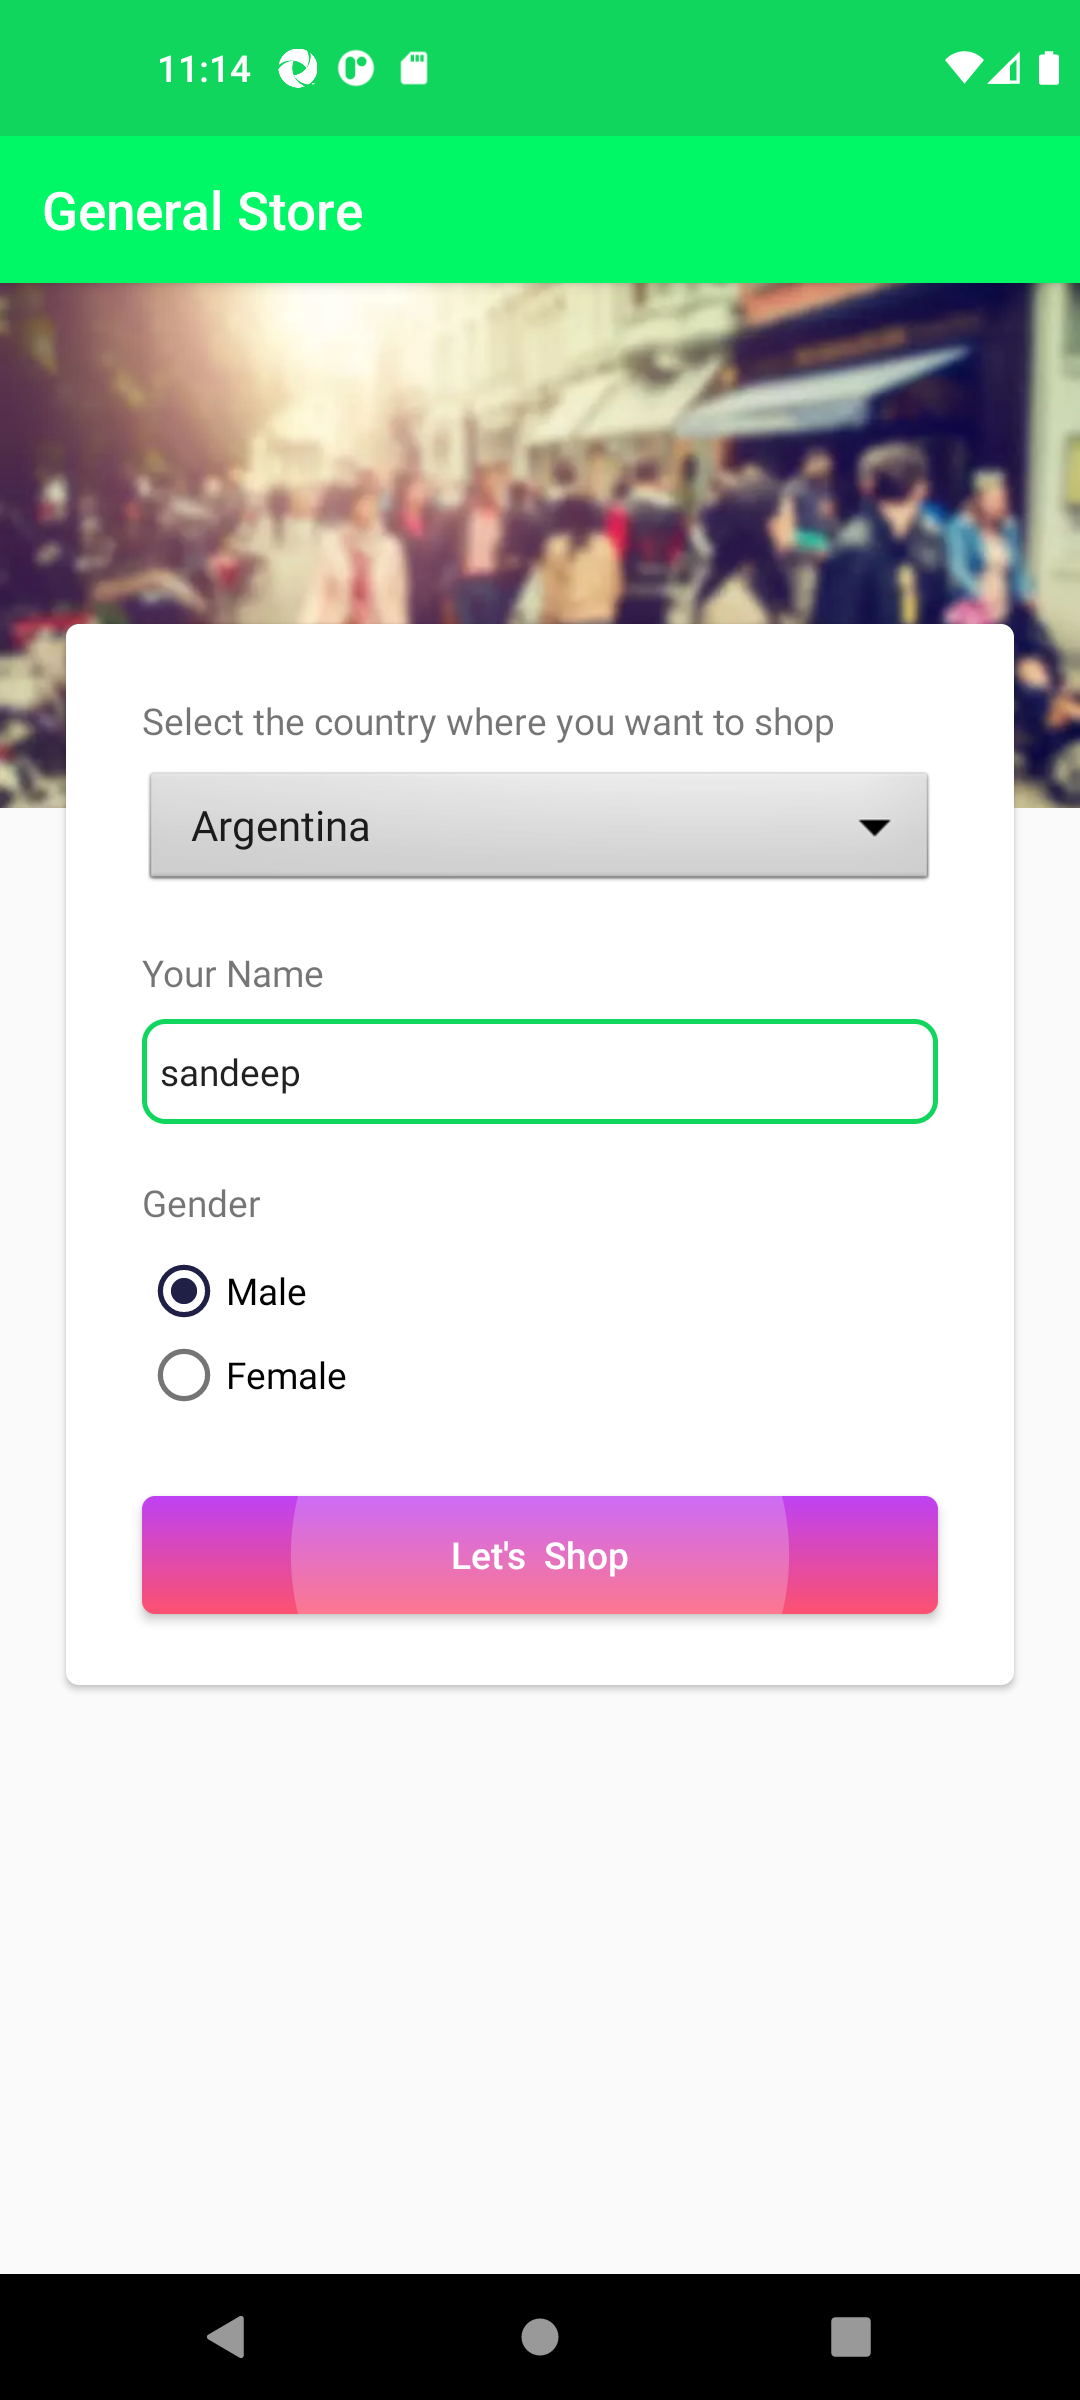 11:14
General Store
Select the country where you want to shop
Argentina
Your Name
sandeep
Gender
Male
Female
Let's Shop